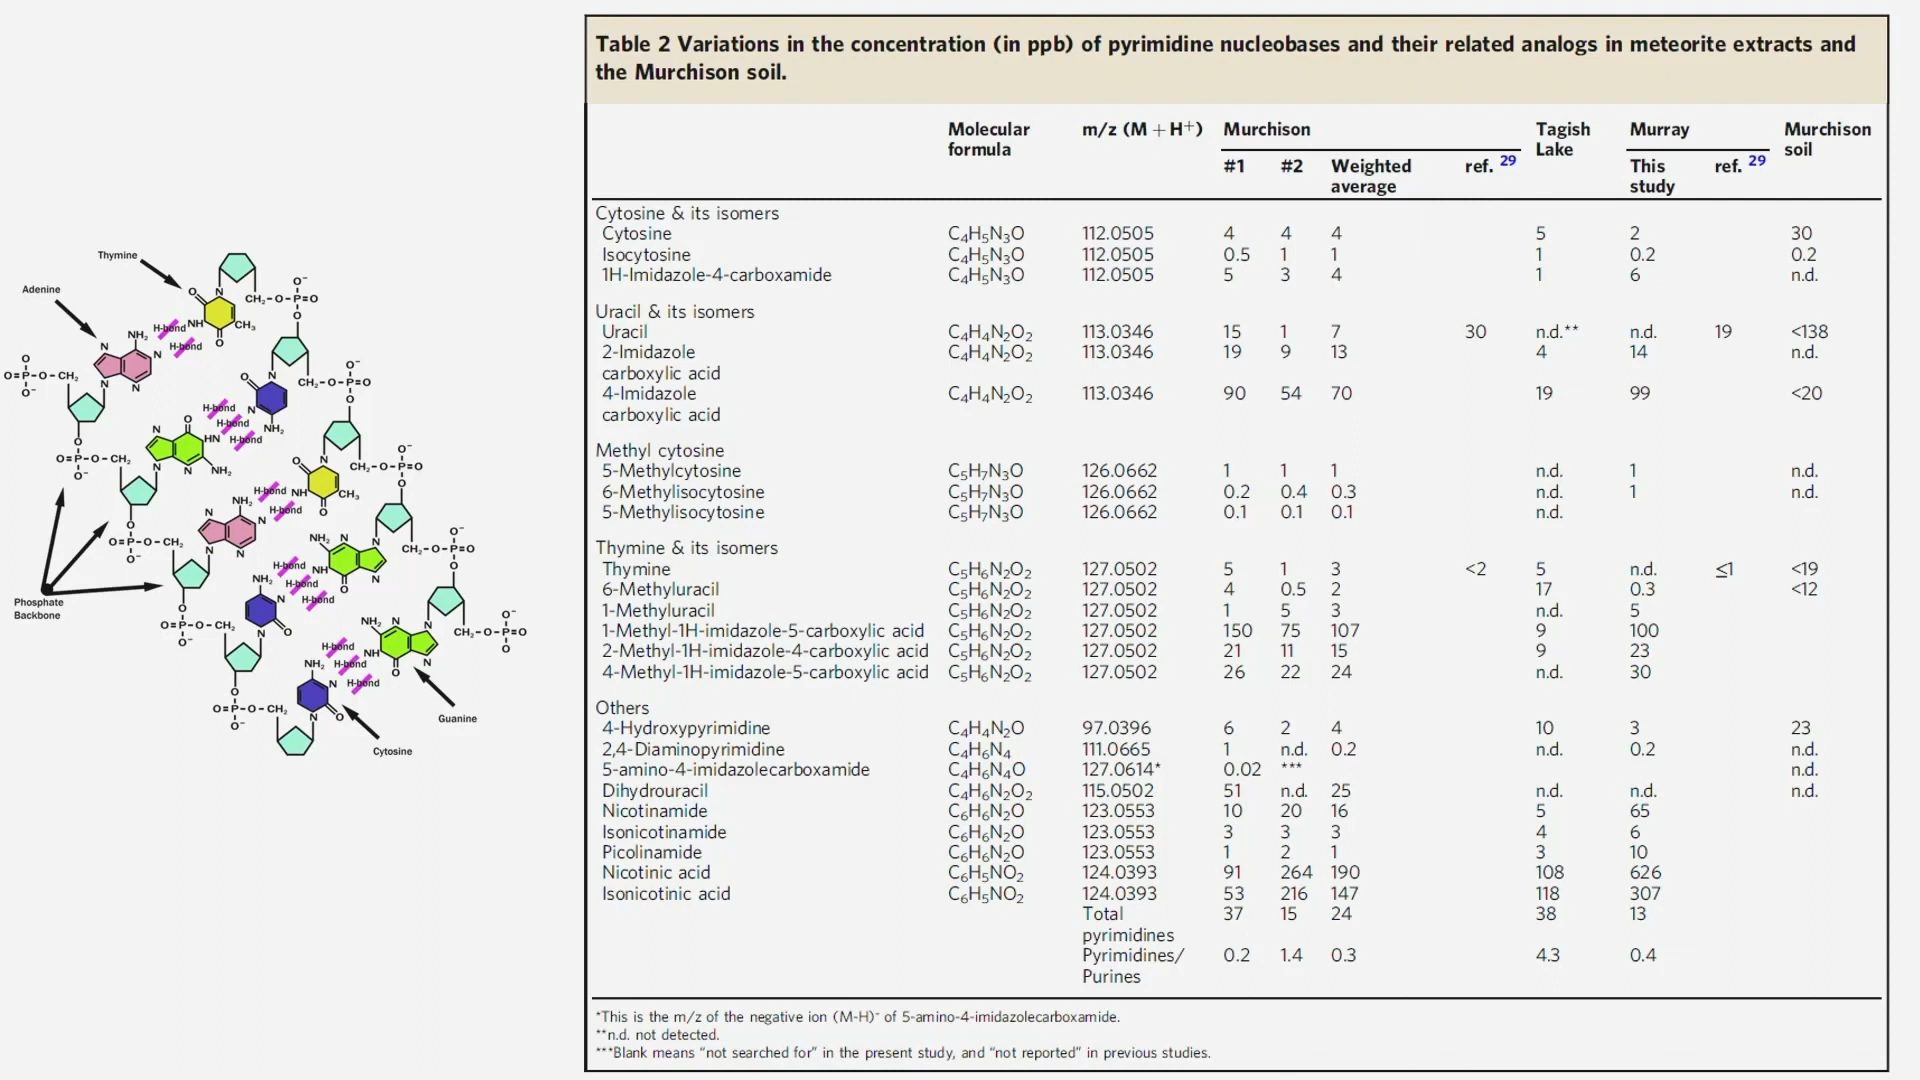 Table 2 Variations in the concentration (in ppb) of pyrimidine nucleobases and their related analogs in meteorite extracts and
the Murchison soil.
Molecular formula m/z (M + H⁺) Murchison Tagish Lake Murray Murchison soil
#1 #2 Weighted average ref. 29 This study ref. 29
Cytosine & its isomers
Cytosine C₄H₅N₃O 112.0505 4 4 4 5 2 30
Isocytosine C₄H₅N₃O 112.0505 0.5 1 1 1 0.2 0.2
1H-Imidazole-4-carboxamide C₄H₅N₃O 112.0505 5 3 4 1 6 n.d.
Uracil & its isomers
Uracil C₄H₄N₂O₂ 113.0346 15 1 7 30 n.d.** n.d. 19 <138
2-Imidazole C₄H₄N₂O₂ 113.0346 19 9 13 4 14 n.d.
carboxylic acid
4-Imidazole C₄H₄N₂O₂ 113.0346 90 54 70 19 99 <20
carboxylic acid
Methyl cytosine
5-Methylcytosine C₅H₇N₃O 126.0662 1 1 1 n.d. 1 n.d.
6-Methylisocytosine C₅H₇N₃O 126.0662 0.2 0.4 0.3 n.d. 1 n.d.
5-Methylisocytosine C₅H₇N₃O 126.0662 0.1 0.1 0.1 n.d.
Thymine & its isomers
Thymine C₅H₆N₂O₂ 127.0502 5 1 3 <2 5 n.d. ≤1 <19
6-Methyluracil C₅H₆N₂O₂ 127.0502 4 0.5 2 17 0.3 <12
1-Methyluracil C₅H₆N₂O₂ 127.0502 1 5 3 n.d. 5
1-Methyl-1H-imidazole-5-carboxylic acid C₅H₆N₂O₂ 127.0502 150 75 107 9 100
2-Methyl-1H-imidazole-4-carboxylic acid C₅H₆N₂O₂ 127.0502 21 11 15 9 23
4-Methyl-1H-imidazole-5-carboxylic acid C₅H₆N₂O₂ 127.0502 26 22 24 n.d. 30
Others
4-Hydroxypyrimidine C₄H₄N₂O 97.0396 6 2 4 10 3 23
2,4-Diaminopyrimidine C₄H₆N₄ 111.0665 1 n.d. 0.2 n.d. 0.2 n.d.
5-amino-4-imidazolecarboxamide C₄H₆N₄O 127.0614* 0.02 *** n.d.
Dihydrouracil C₄H₆N₂O₂ 115.0502 51 n.d. 25 n.d. n.d. n.d.
Nicotinamide C₆H₆N₂O 123.0553 10 20 16 5 65
Isonicotinamide C₆H₆N₂O 123.0553 3 3 3 4 6
Picolinamide C₆H₆N₂O 123.0553 1 2 1 3 10
Nicotinic acid C₆H₅NO₂ 124.0393 91 264 190 108 626
Isonicotinic acid C₆H₅NO₂ 124.0393 53 216 147 118 307
Total 37 15 24 38 13
pyrimidines
Pyrimidines/ 0.2 1.4 0.3 4.3 0.4
Purines
*This is the m/z of the negative ion (M-H)⁻ of 5-amino-4-imidazolecarboxamide.
**n.d. not detected.
***Blank means “not searched for” in the present study, and “not reported” in previous studies.
Thymine
Adenine
Phosphate
Backbone
Guanine
Cytosine
H-bond
H-bond
H-bond
H-bond
H-bond
H-bond
H-bond
H-bond
H-bond
H-bond
H-bond
H-bond
H-bond